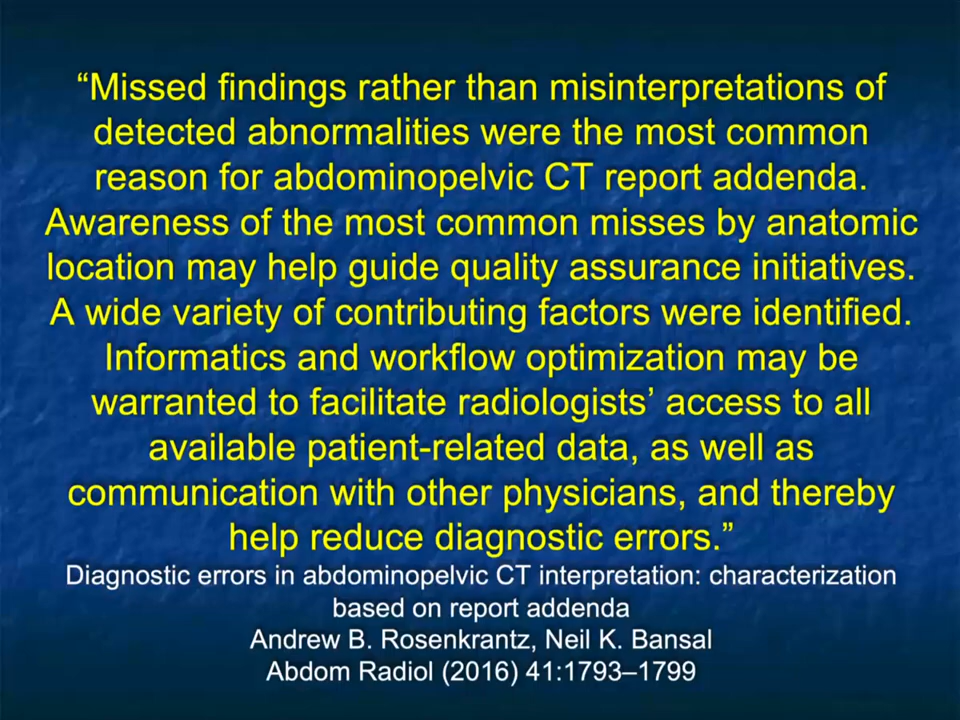 “Missed findings rather than misinterpretations of
detected abnormalities were the most common
reason for abdominopelvic CT report addenda.
Awareness of the most common misses by anatomic
location may help guide quality assurance initiatives.
A wide variety of contributing factors were identified.
Informatics and workflow optimization may be
warranted to facilitate radiologists’ access to all
available patient-related data, as well as
communication with other physicians, and thereby
help reduce diagnostic errors.”
Diagnostic errors in abdominopelvic CT interpretation: characterization
based on report addenda
Andrew B. Rosenkrantz, Neil K. Bansal
Abdom Radiol (2016) 41:1793–1799